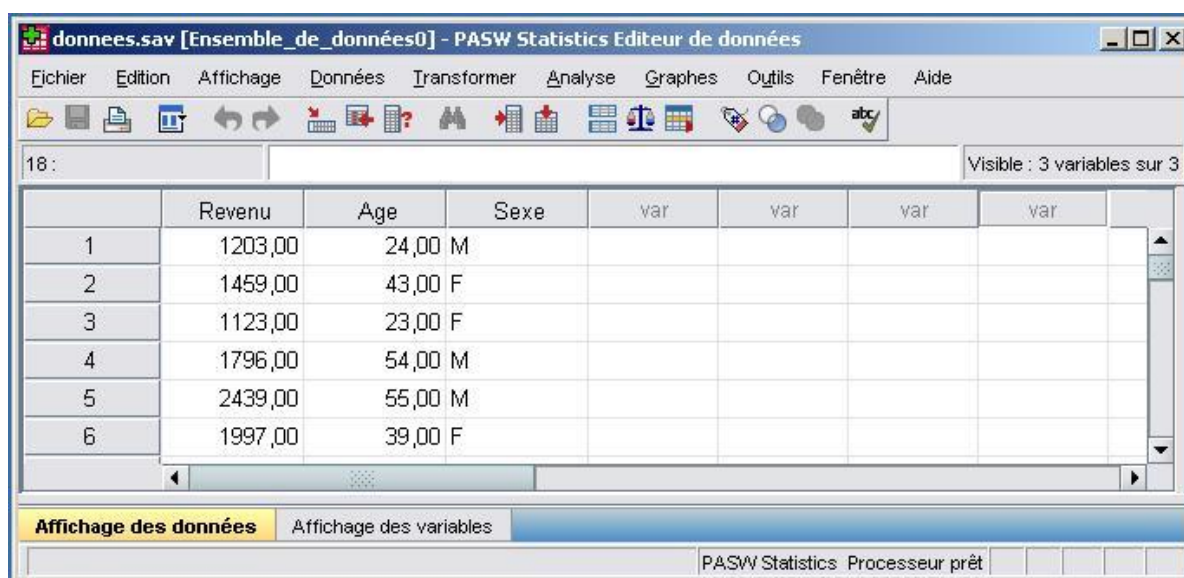 donnees.sav [Ensemble_de_données0] - PASW Statistics Editeur de données
Fichier Edition Affichage Données Transformer Analyse Graphes Outils Fenêtre Aide
abc
18 : Visible : 3 variables sur 3
Revenu Age Sexe var var var var
1 1203,00 24,00 M
2 1459,00 43,00 F
3 1123,00 23,00 F
4 1796,00 54,00 M
5 2439,00 55,00 M
6 1997,00 39,00 F
Affichage des données Affichage des variables
PASW Statistics Processeur prêt